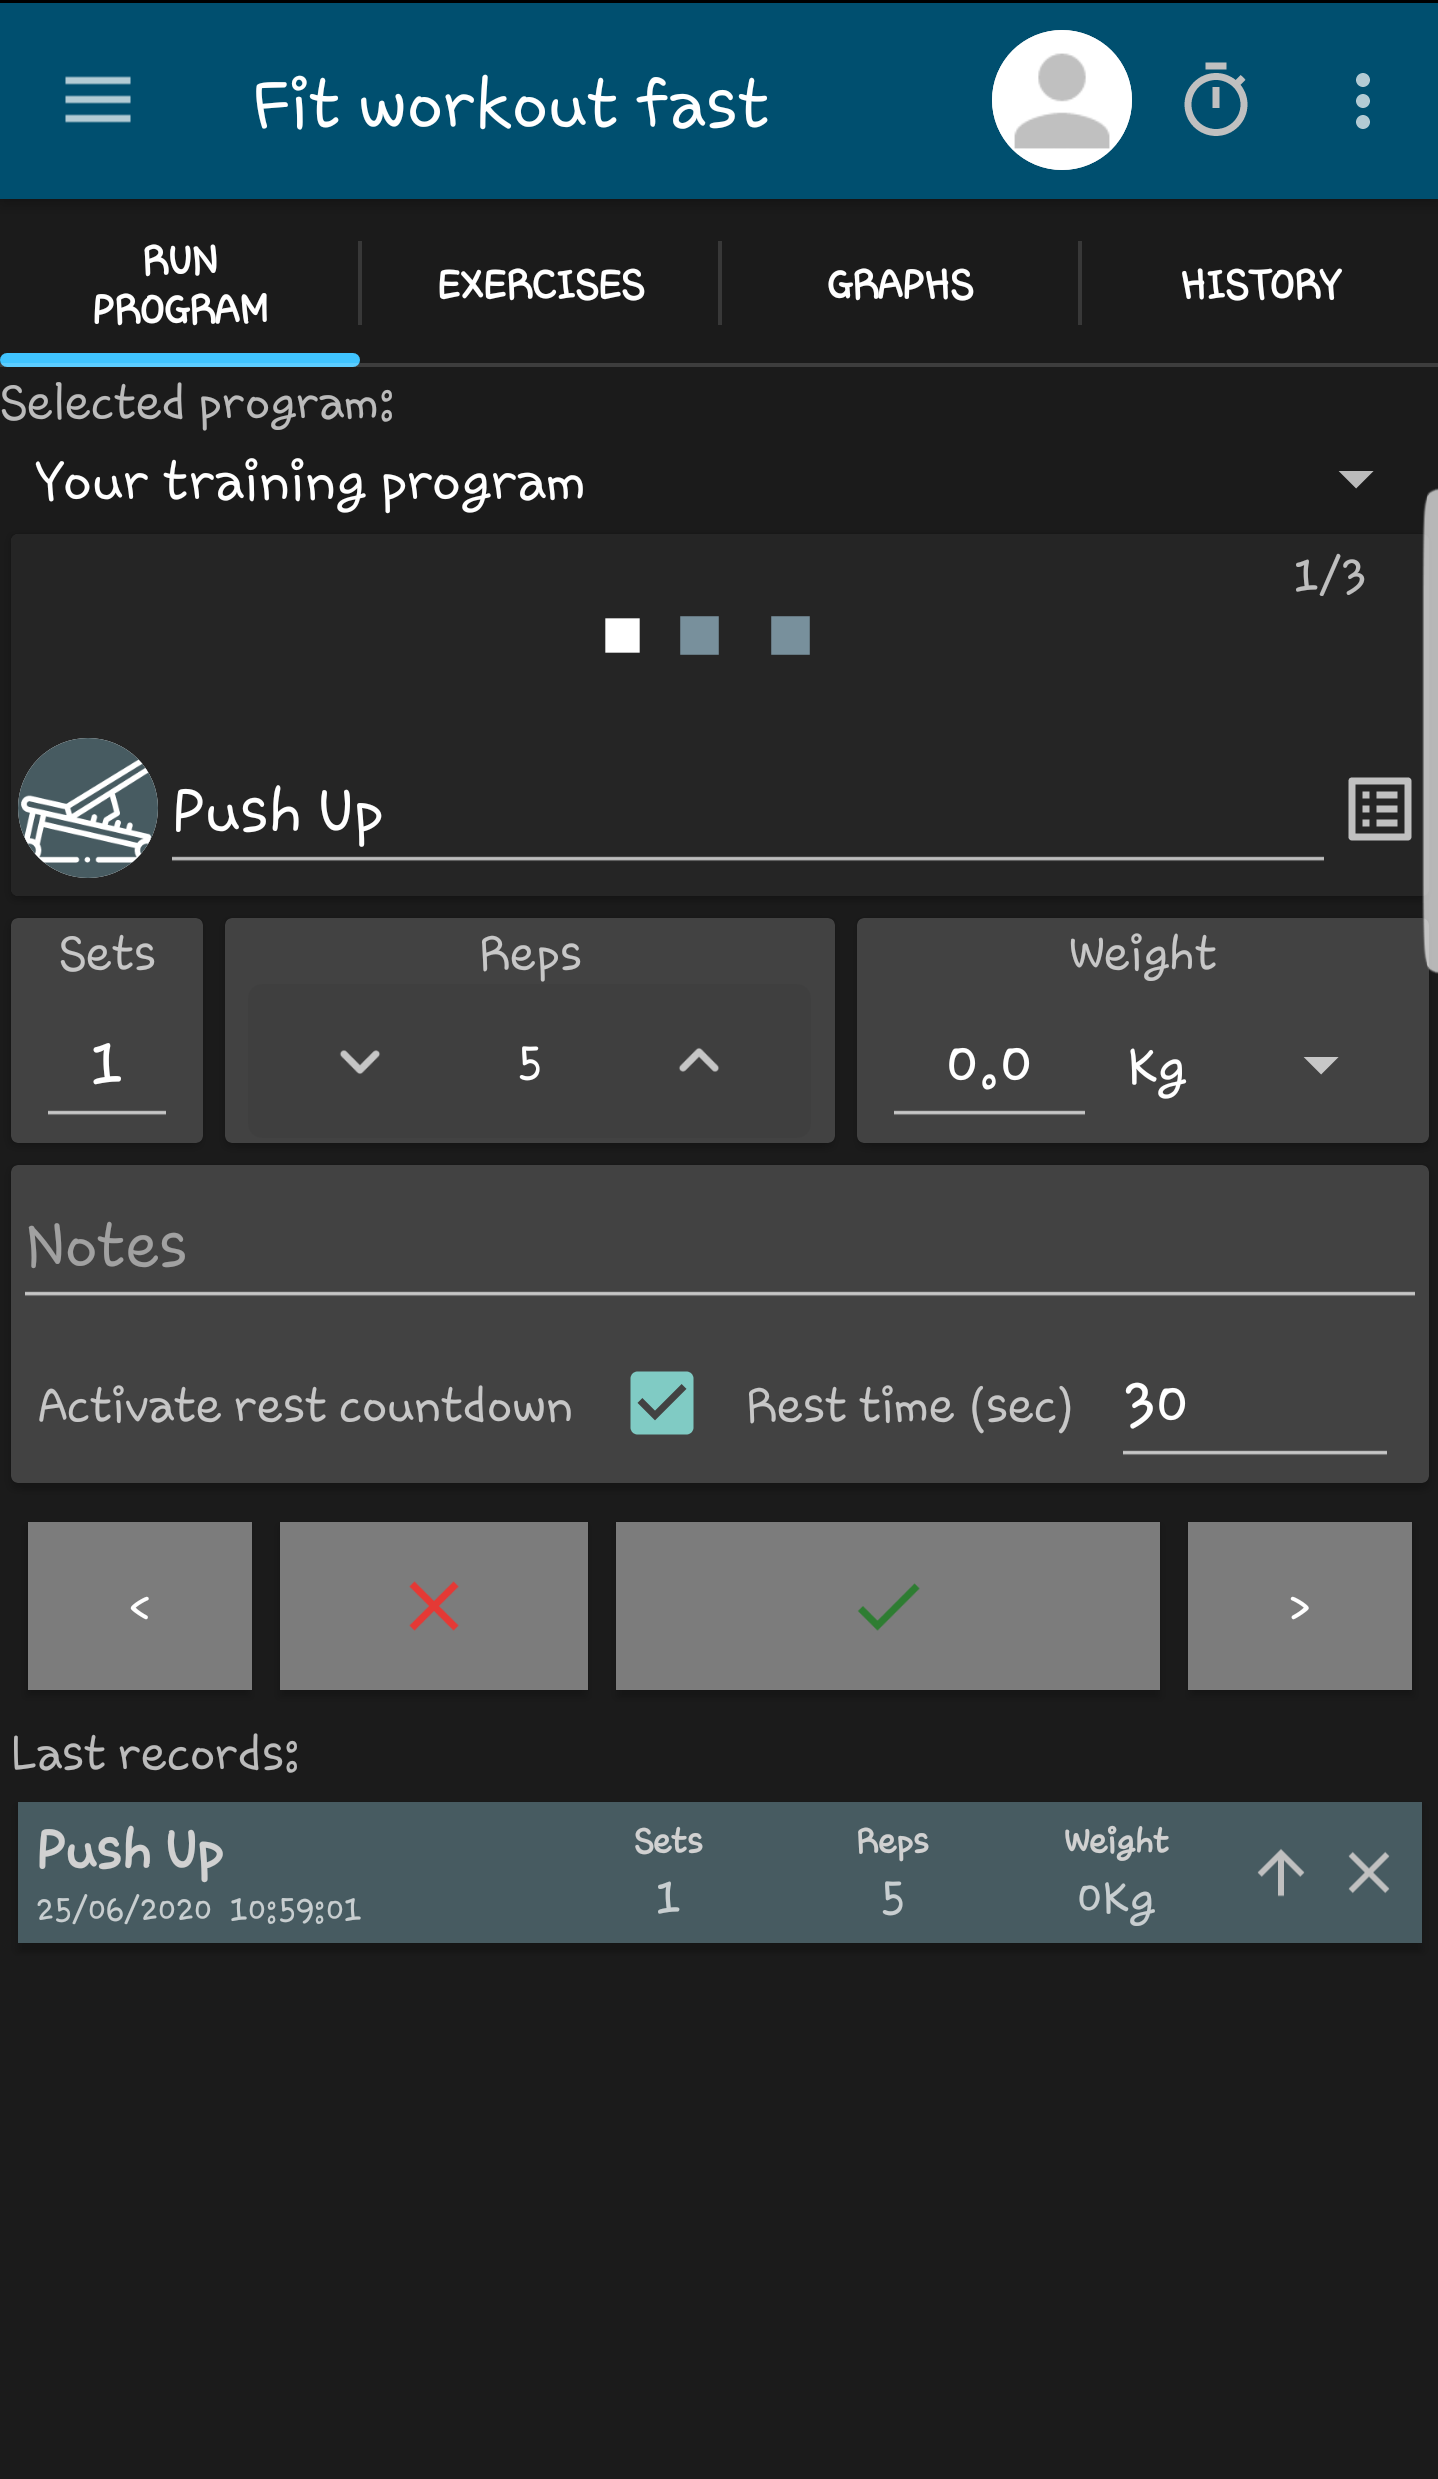 Fit workout fast
RUN
PROGRAM
EXERCISES
GRAPHS
HISTORY
Selected program:
Your training program
1/3
Push Up
Sets
Reps
Weight
1
5
0.0
Kg
Notes
Activate rest countdown
Rest time (sec)
30
<
>
Last records:
Push Up
25/06/2020 10:59:01
Sets
1
Reps
5
Weight
0Kg